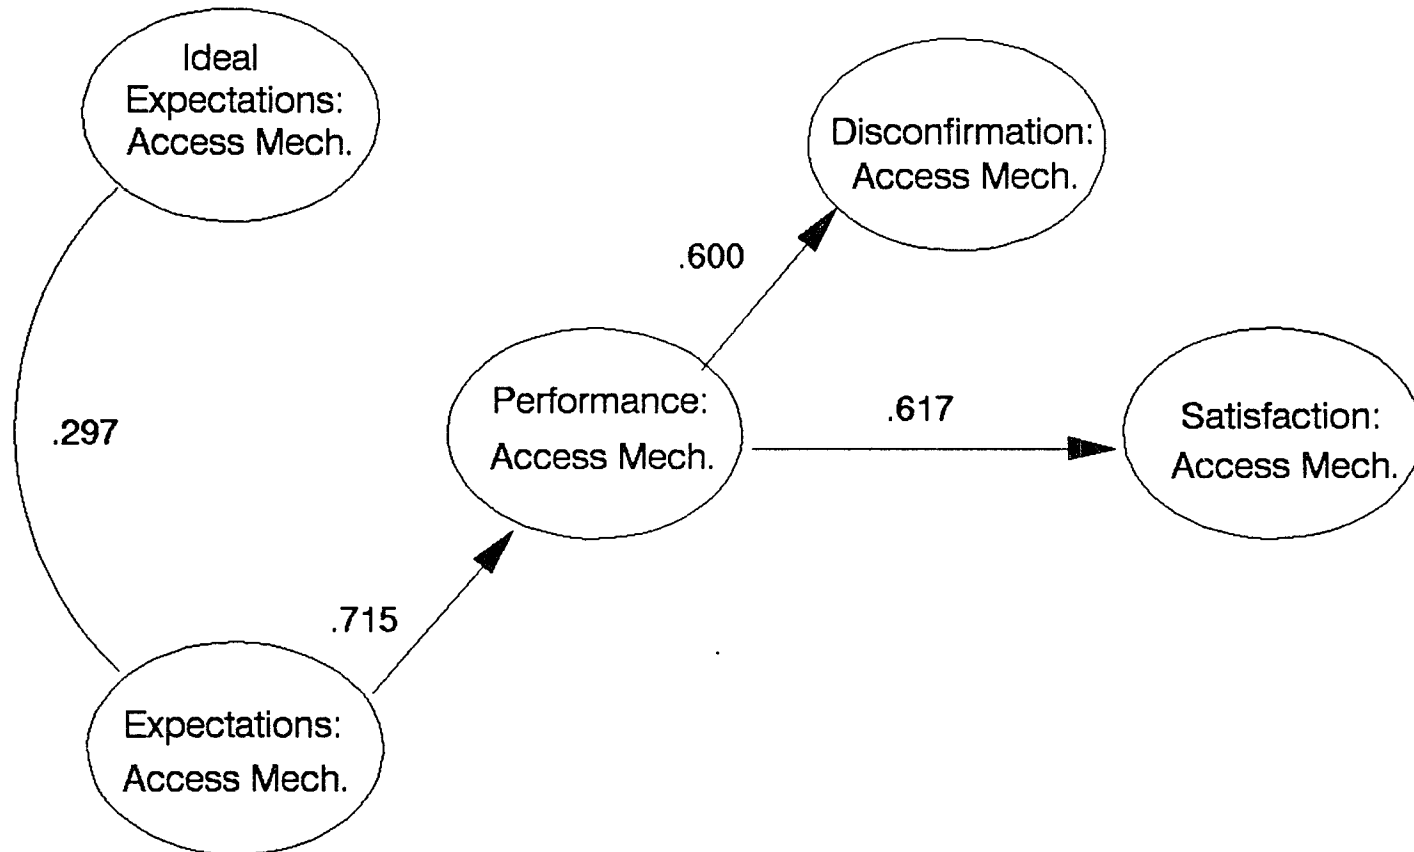 Ideal
Expectations:
Access Mech.
Disconfirmation:
Access Mech.
.600
Performance:
Access Mech.
.617
Satisfaction:
Access Mech.
.297
.715
Expectations:
Access Mech.